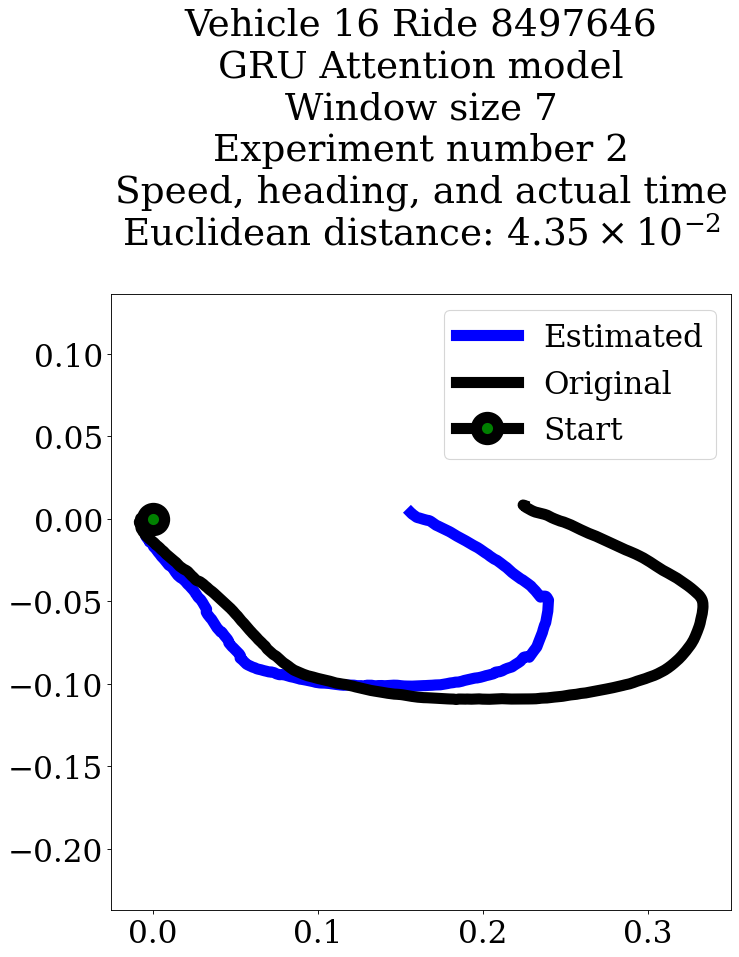 Vehicle 16 Ride 8497646
GRU Attention model
Window size 7
Experiment number 2
Speed, heading, and actual time
Euclidean distance: 4.35 × 10⁻²
Estimated
Original
Start
0.10
0.05
0.00
−0.05
−0.10
−0.15
−0.20
0.0 0.1 0.2 0.3